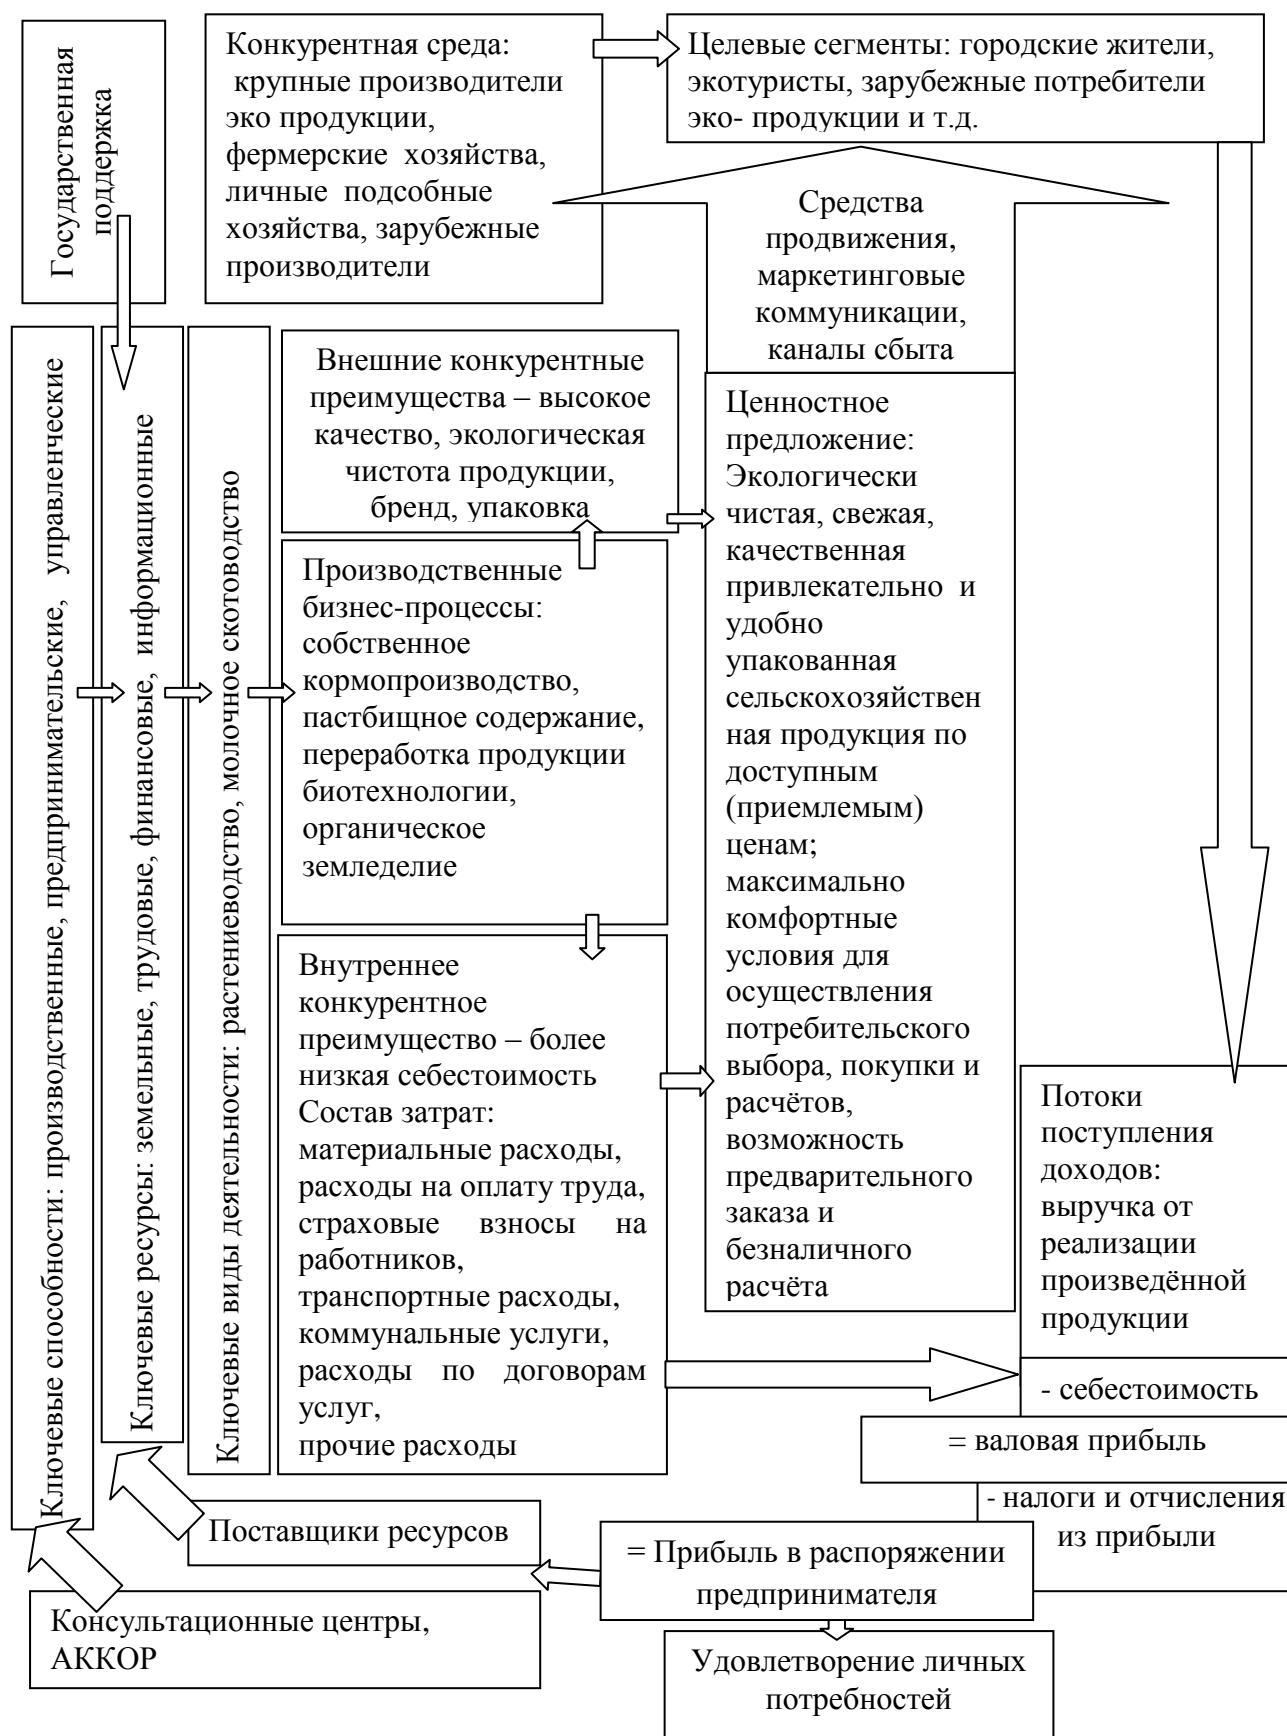 Государственная
поддержка
Конкурентная среда:
крупные производители
эко продукции,
фермерские хозяйства,
личные подсобные
хозяйства, зарубежные
производители
Целевые сегменты: городские жители,
экотуристы, зарубежные потребители
эко- продукции и т.д.
Средства
продвижения,
маркетинговые
коммуникации,
каналы сбыта
Ключевые способности: производственные, предпринимательские, управленческие
Ключевые ресурсы: земельные, трудовые, финансовые, информационные
Ключевые виды деятельности: растениеводство, молочное скотоводство
Внешние конкурентные
преимущества – высокое
качество, экологическая
чистота продукции,
бренд, упаковка
Производственные
бизнес-процессы:
собственное
кормопроизводство,
пастбищное содержание,
переработка продукции
биотехнологии,
органическое
земледелие
Внутреннее
конкурентное
преимущество – более
низкая себестоимость
Состав затрат:
материальные расходы,
расходы на оплату труда,
страховые взносы на
работников,
транспортные расходы,
коммунальные услуги,
расходы по договорам
услуг,
прочие расходы
Ценностное
предложение:
Экологически
чистая, свежая,
качественная
привлекательно и
удобно
упакованная
сельскохозяйствен
ная продукция по
доступным
(приемлемым)
ценам;
максимально
комфортные
условия для
осуществления
потребительского
выбора, покупки и
расчётов,
возможность
предварительного
заказа и
безналичного
расчёта
Потоки
поступления
доходов:
выручка от
реализации
произведённой
продукции
- себестоимость
= валовая прибыль
- налоги и отчисления
из прибыли
Поставщики ресурсов
= Прибыль в распоряжении
предпринимателя
Консультационные центры,
АККОР
Удовлетворение личных
потребностей